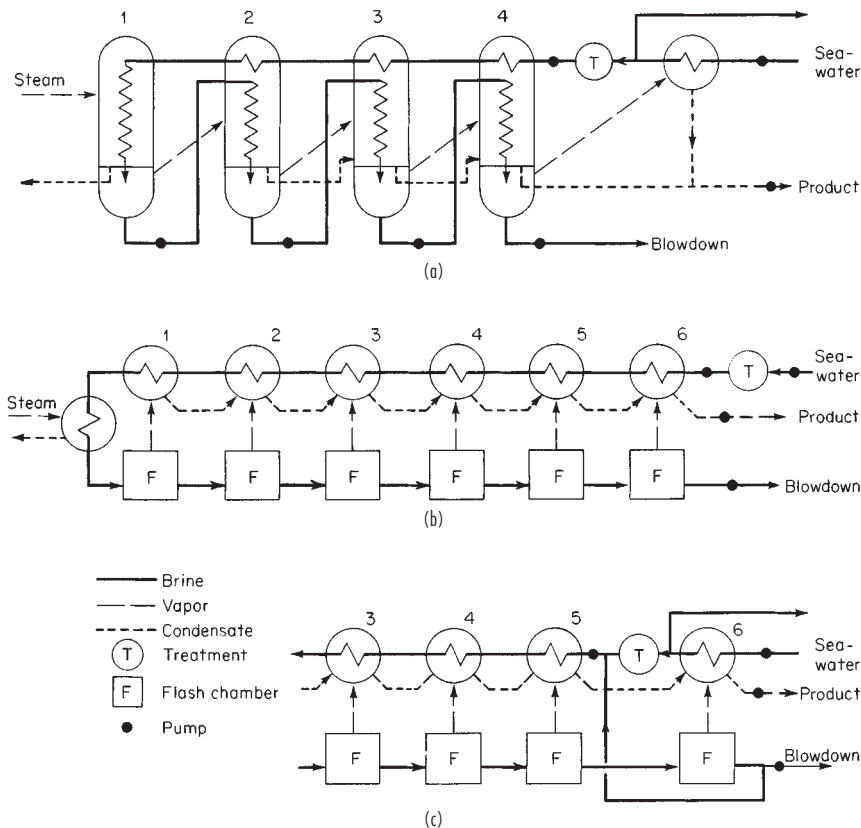 1 2 3 4
Steam
T
Sea-
water
Product
Blowdown
(a)
1 2 3 4 5 6
Steam
T
Sea-
water
Product
F F F F F F
Blowdown
(b)
Brine
Vapor
Condensate
T Treatment
F Flash chamber
Pump
3 4 5 6
T
Sea-
water
Product
F F F F
Blowdown
(c)